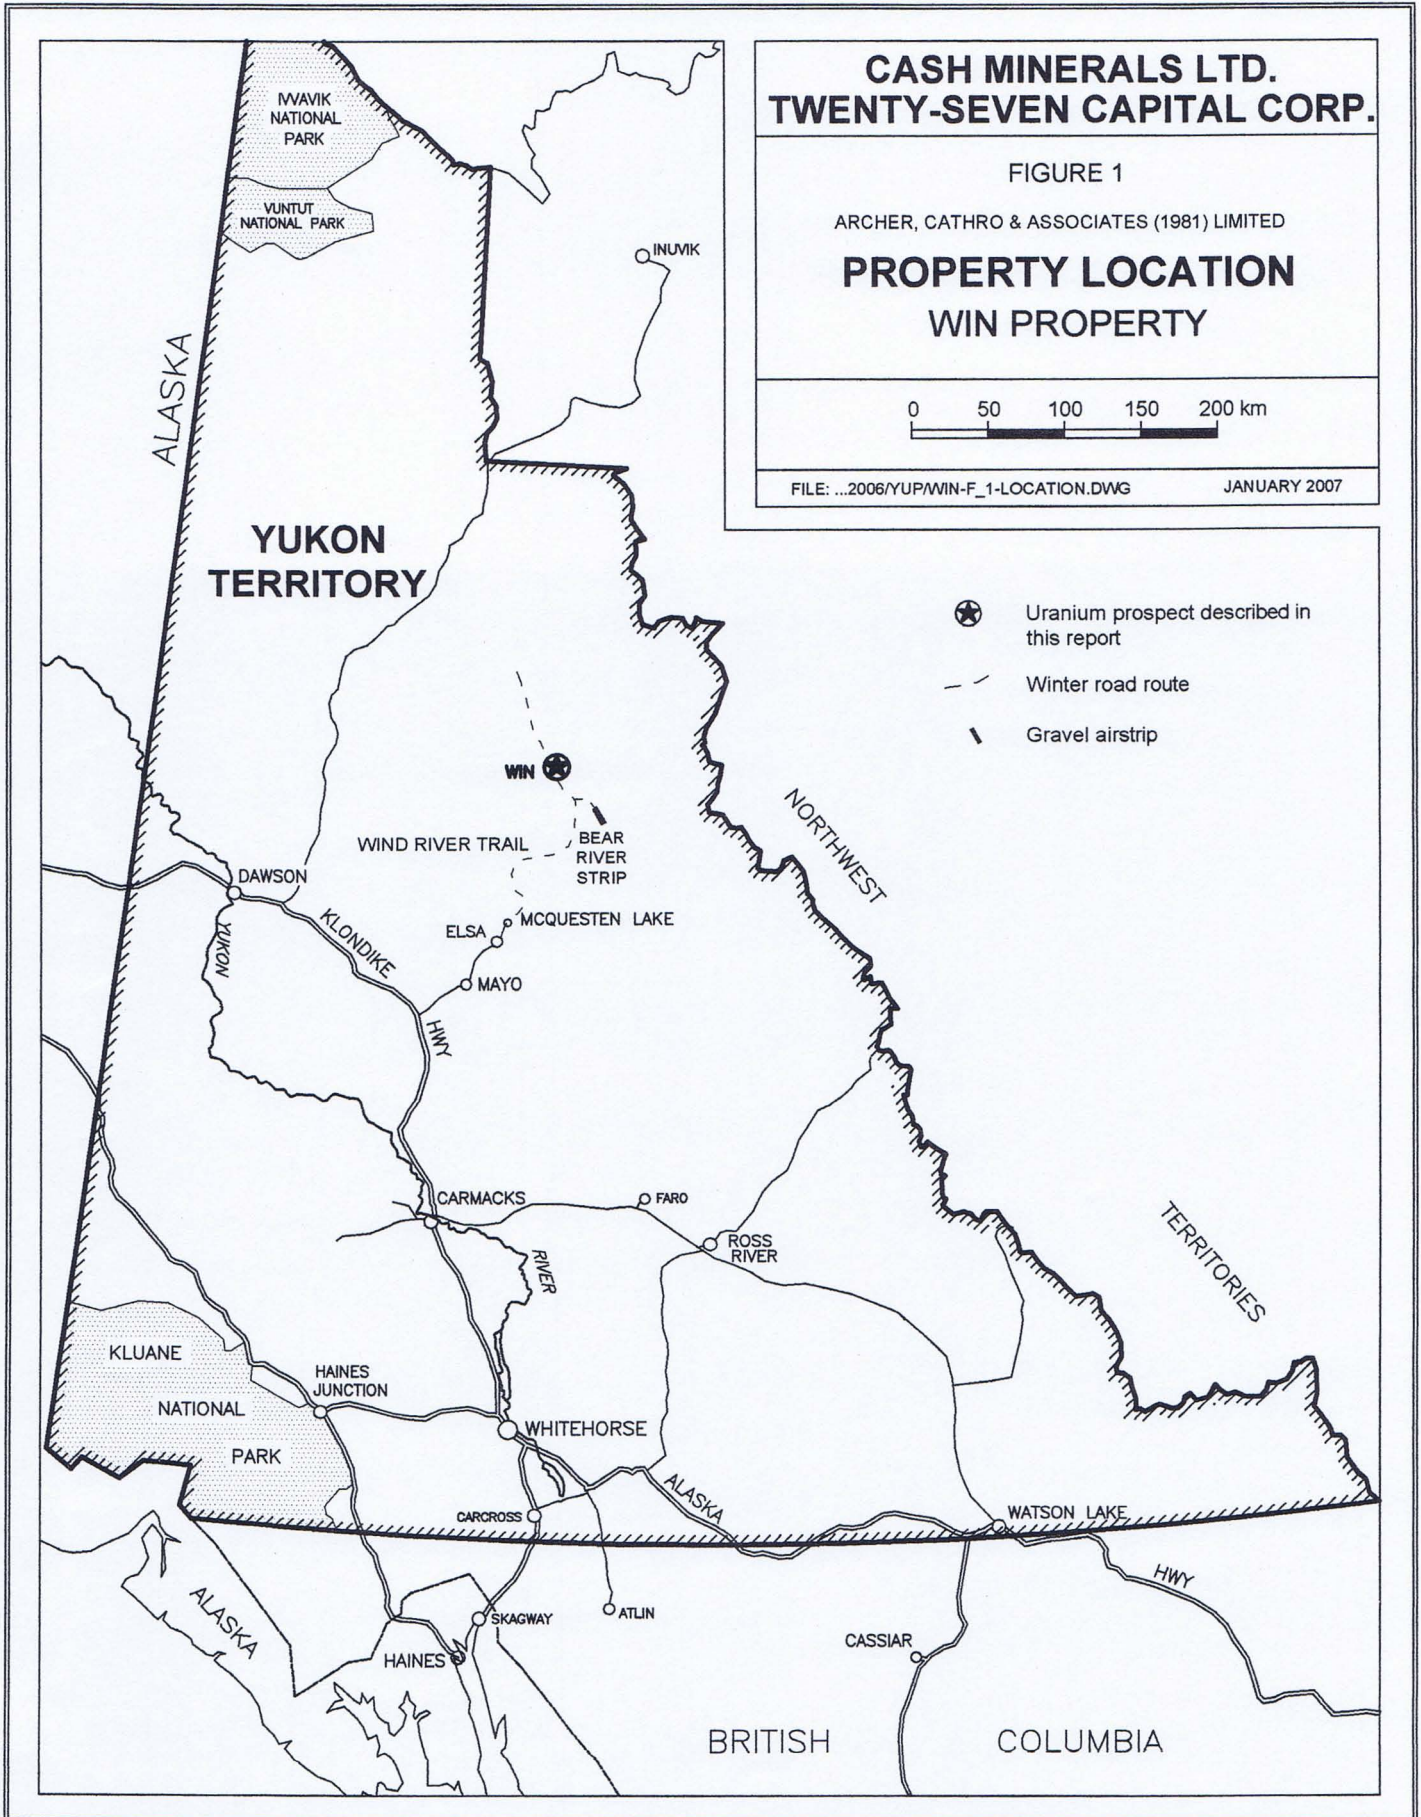 CASH MINERALS LTD.
TWENTY-SEVEN CAPITAL CORP.
FIGURE 1
ARCHER, CATHRO & ASSOCIATES (1981) LIMITED
PROPERTY LOCATION
WIN PROPERTY
0 50 100 150 200 km
FILE: ...2006/YUP/WIN-F_1-LOCATION.DWG JANUARY 2007
Uranium prospect described in
this report
Winter road route
Gravel airstrip
IVVAVIK
NATIONAL
PARK
VUNTUT
NATIONAL PARK
INUVIK
ALASKA
YUKON
TERRITORY
WIN
WIND RIVER TRAIL
BEAR
RIVER
STRIP
NORTHWEST
DAWSON
YUKON
KLONDIKE
HWY
MCQUESTEN LAKE
ELSA
MAYO
CARMACKS
FARO
ROSS
RIVER
RIVER
TERRITORIES
KLUANE
NATIONAL
PARK
HAINES
JUNCTION
WHITEHORSE
ALASKA
CARCROSS
WATSON LAKE
HWY
ALASKA
SKAGWAY
ATLIN
HAINES
CASSIAR
BRITISH COLUMBIA